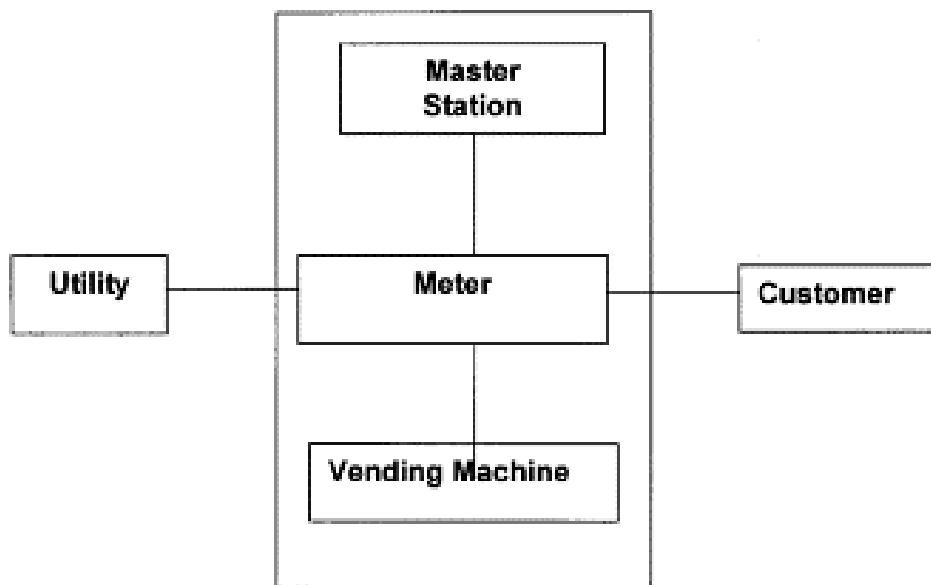 Master
Station
Utility
Meter
Customer
Vending Machine